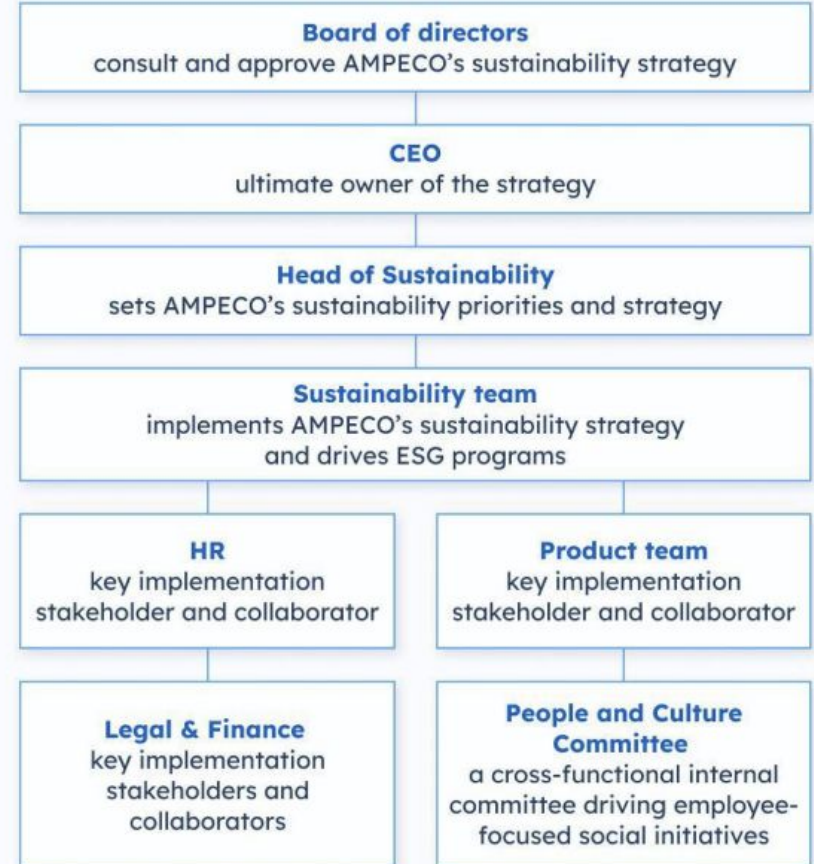 Board of directors
consult and approve AMPECO’s sustainability strategy
CEO
ultimate owner of the strategy
Head of Sustainability
sets AMPECO’s sustainability priorities and strategy
Sustainability team
implements AMPECO’s sustainability strategy
and drives ESG programs
HR
key implementation
stakeholder and collaborator
Product team
key implementation
stakeholder and collaborator
Legal & Finance
key implementation
stakeholders and
collaborators
People and Culture
Committee
a cross-functional internal
committee driving employee-
focused social initiatives